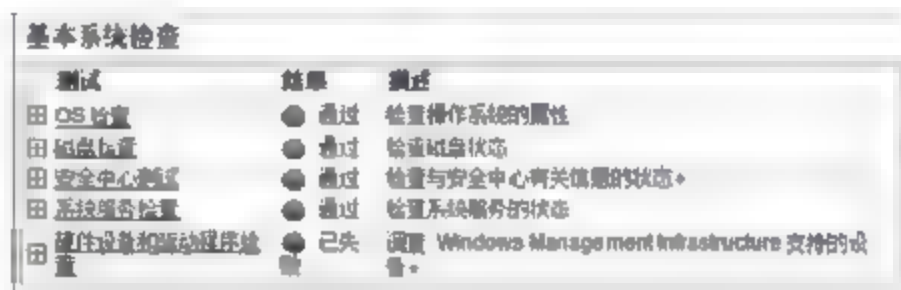 基本系统检查
测试 结果 描述
OS 检查 通过 检查操作系统的属性
磁盘检查 通过 检查磁盘状态
安全中心测试 通过 检查与安全中心有关信息的状态。
系统服务检查 通过 检查系统服务的状态
硬件设备和驱动程序检 已失 调查 Windows Management Infrastructure 支持的设
查 败 备。